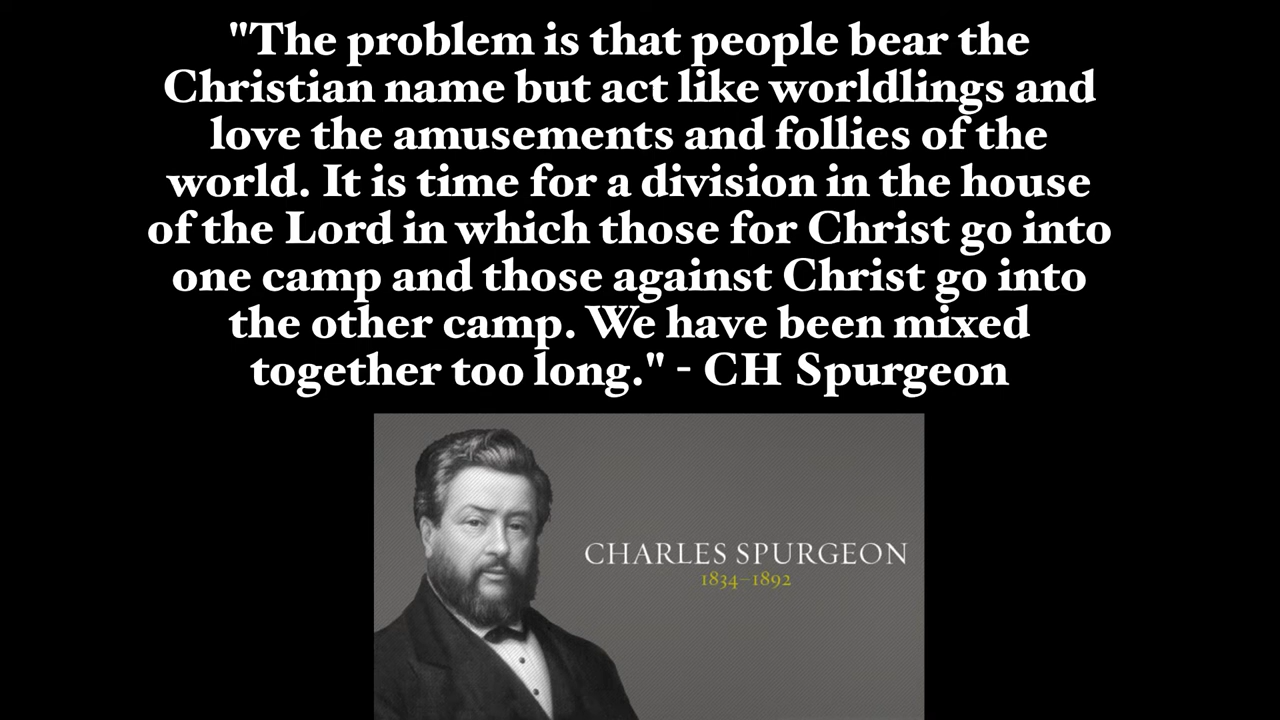 "The problem is that people bear the
Christian name but act like worldlings and
love the amusements and follies of the
world. It is time for a division in the house
of the Lord in which those for Christ go into
one camp and those against Christ go into
the other camp. We have been mixed
together too long." - CH Spurgeon
CHARLES SPURGEON
1834–1892